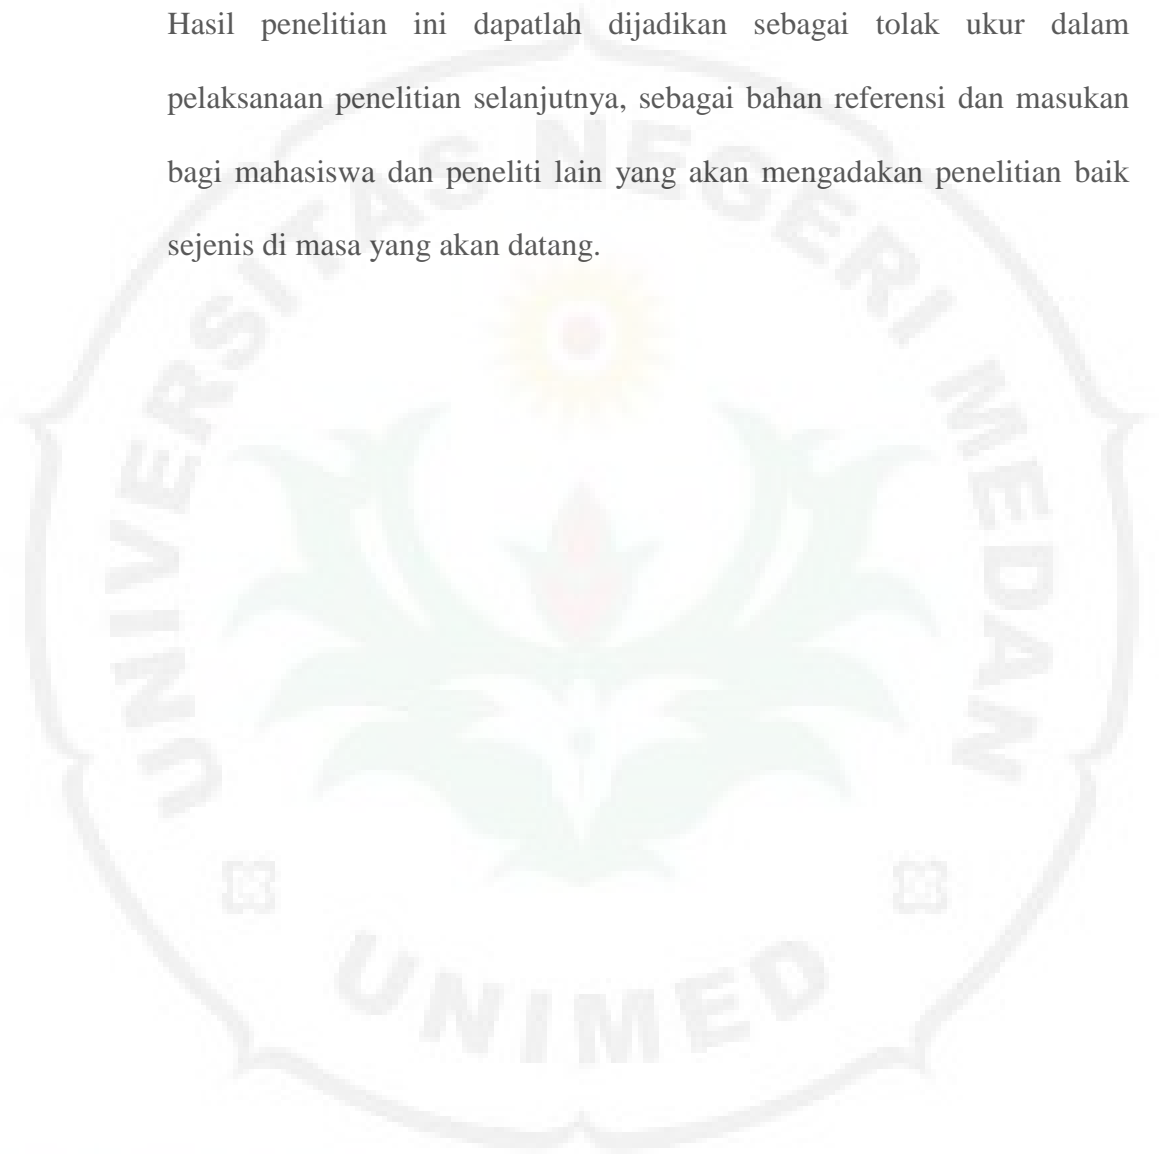 Hasil penelitian ini dapatlah dijadikan sebagai tolak ukur dalam
pelaksanaan penelitian selanjutnya, sebagai bahan referensi dan masukan
bagi mahasiswa dan peneliti lain yang akan mengadakan penelitian baik
sejenis di masa yang akan datang.
UNIVERSITAS NEGERI MEDAN
UNIMED